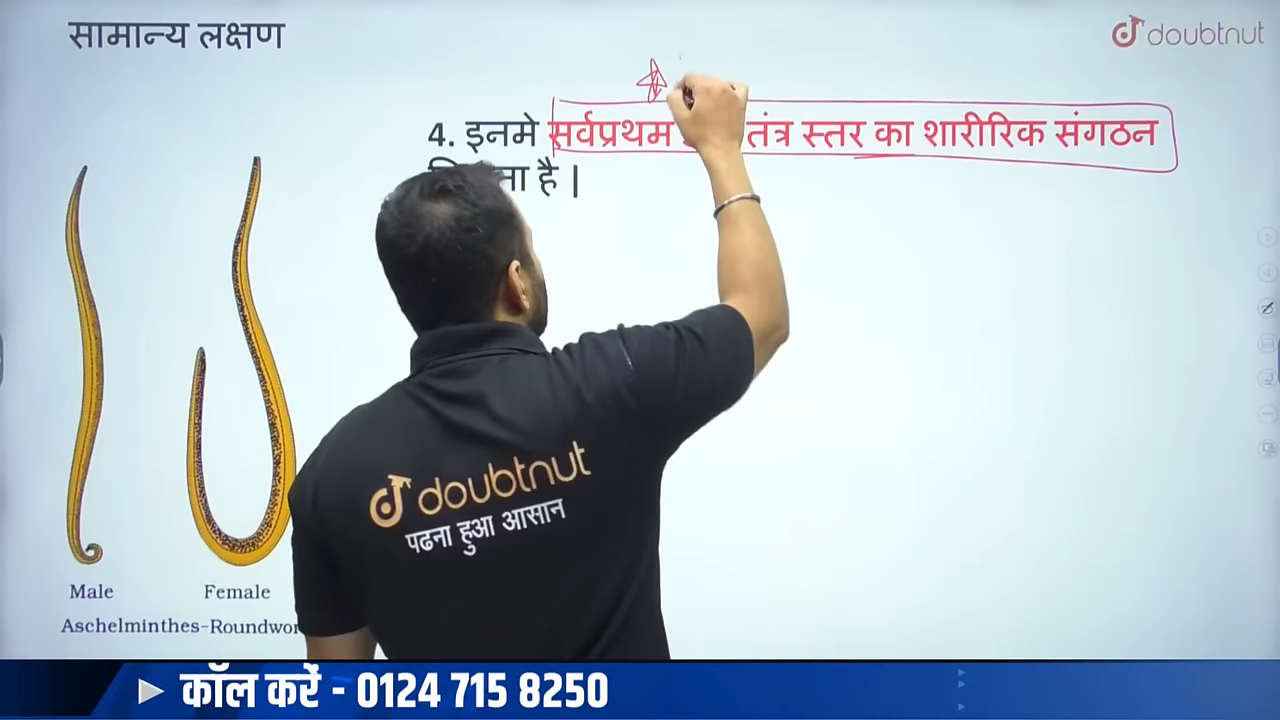 सामान्य लक्षण
doubtnut
4. इनमे सर्वप्रथम तंत्र स्तर का शारीरिक संगठन
है |
doubtnut
पढना हुआ आसान
Male Female
Aschelminthes-Roundwor
कॉल करें - 0124 715 8250